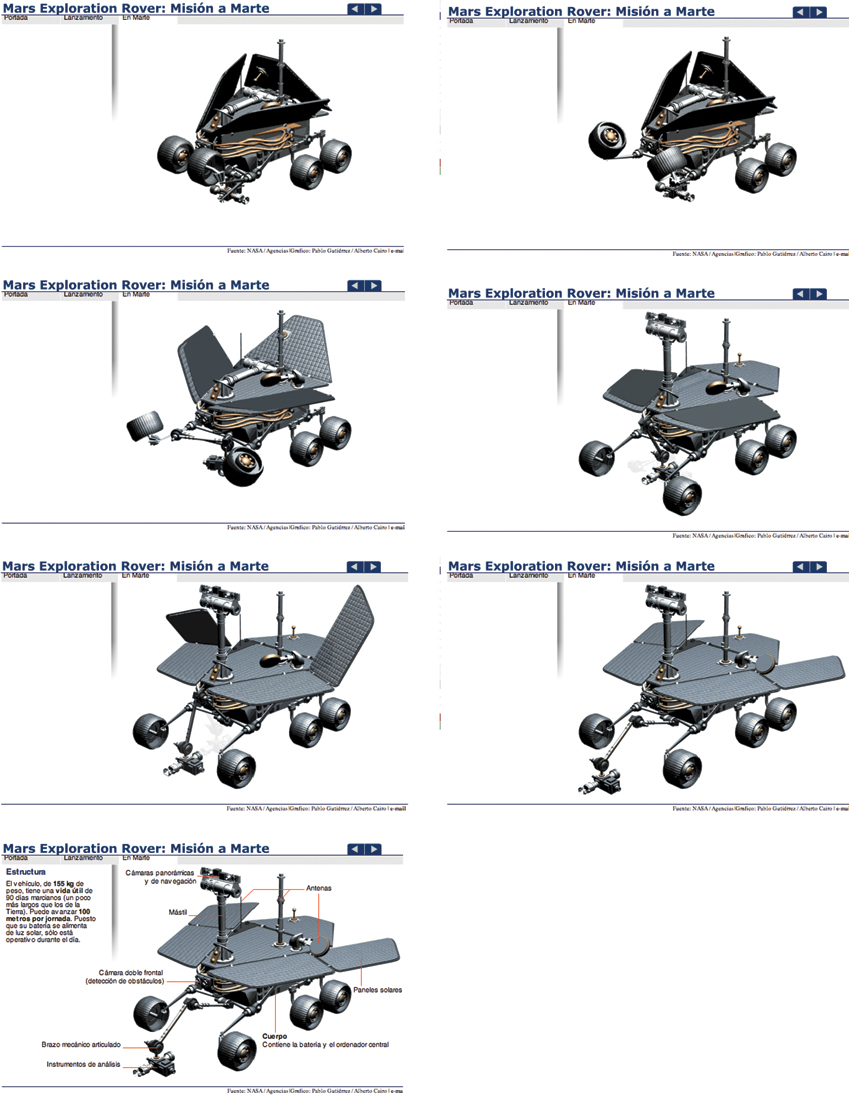 Mars Exploration Rover: Misión a Marte
Portada Lanzamiento En Marte
Fuente: NASA / Agencias |Gráfico: Pablo Gutiérrez / Alberto Cairo | e-mai
Mars Exploration Rover: Misión a Marte
Portada Lanzamiento En Marte
Fuente: NASA / Agencias |Gráfico: Pablo Gutiérrez / Alberto Cairo | e-mai
Mars Exploration Rover: Misión a Marte
Portada Lanzamiento En Marte
Fuente: NASA / Agencias |Gráfico: Pablo Gutiérrez / Alberto Cairo | e-mail
Mars Exploration Rover: Misión a Marte
Portada Lanzamiento En Marte
Fuente: NASA / Agencias |Gráfico: Pablo Gutiérrez / Alberto Cairo | e-mai
Mars Exploration Rover: Misión a Marte
Portada Lanzamiento En Marte
Fuente: NASA / Agencias |Gráfico: Pablo Gutiérrez / Alberto Cairo | e-mail
Mars Exploration Rover: Misión a Marte
Portada Lanzamiento En Marte
Fuente: NASA / Agencias |Gráfico: Pablo Gutiérrez / Alberto Cairo | e-mai
Mars Exploration Rover: Misión a Marte
Portada Lanzamiento En Marte
Estructura
El vehículo, de 155 kg de
peso, tiene una vida útil de
90 días marcianos (un poco
más largos que los de la
Tierra). Puede avanzar 100
metros por jornada. Puesto
que su batería se alimenta
de luz solar, sólo está
operativo durante el día.
Cámaras panorámicas
y de navegación
Antenas
Mástil
Cámara doble frontal
(detección de obstáculos)
Paneles solares
Cuerpo
Contiene la batería y el ordenador central
Brazo mecánico articulado
Instrumentos de análisis
Fuente: NASA / Agencias |Gráfico: Pablo Gutiérrez / Alberto Cairo | e-ma